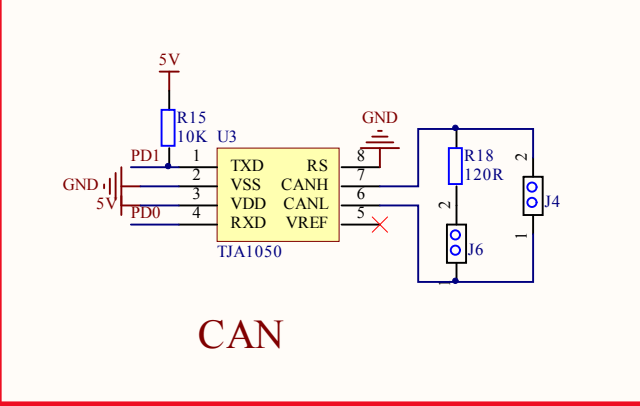 5V
R15
10K
U3
GND
PD1
1
TXD
RS
8
GND
2
VSS
CANH
7
5V
3
VDD
CANL
6
PD0
4
RXD
VREF
5
TJA1050
R18
120R
2
J6
1
2
J4
1
CAN